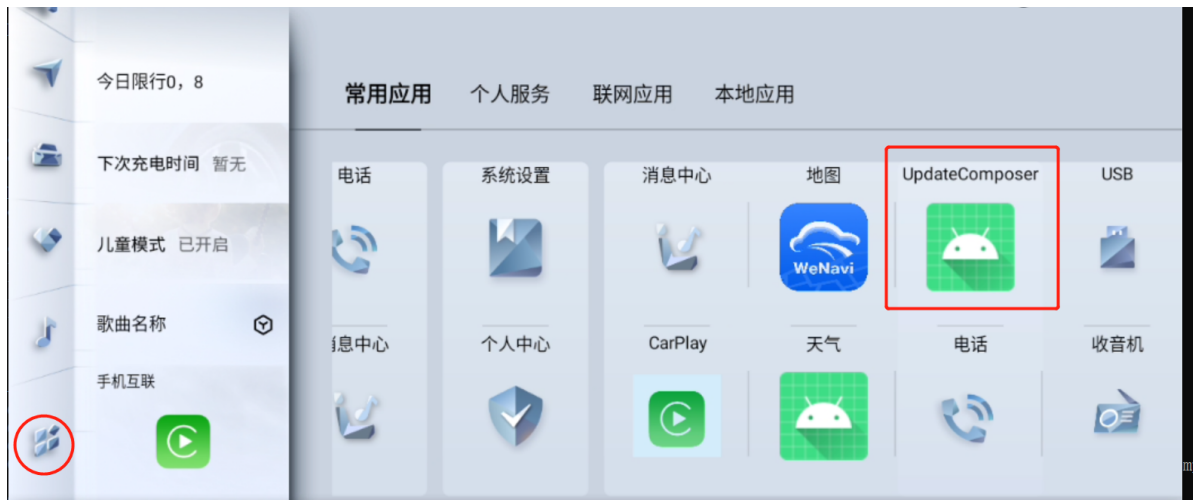 今日限行0，8
下次充电时间 暂无
儿童模式 已开启
歌曲名称
手机互联
常用应用 个人服务 联网应用 本地应用
电话 系统设置 消息中心 地图 UpdateComposer USB
WeNavi
息中心 个人中心 CarPlay 天气 电话 收音机
m